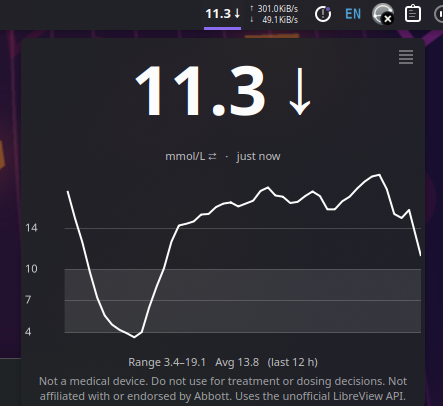 11.3 ↓
↑ 301.0KiB/s
↓ 49.1KiB/s
EN
11.3 ↓
mmol/L ⇄ · just now
14
10
7
4
Range 3.4–19.1 Avg 13.8 (last 12 h)
Not a medical device. Do not use for treatment or dosing decisions. Not
affiliated with or endorsed by Abbott. Uses the unofficial LibreView API.